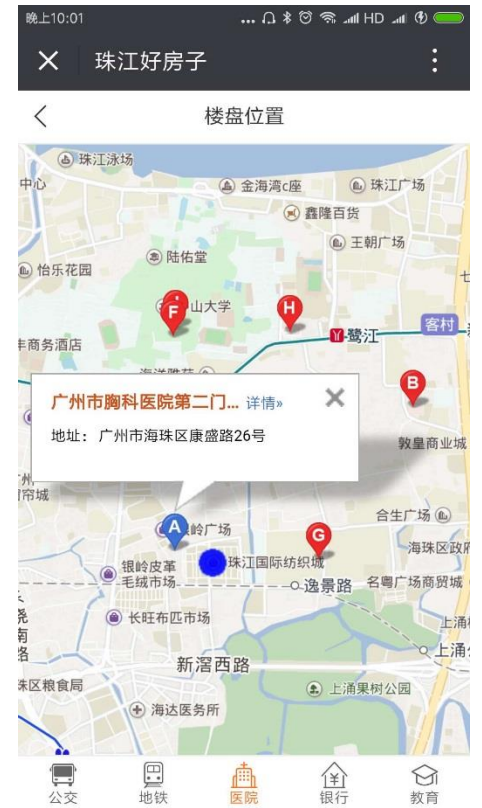 晚上10:01
... HD
珠江好房子
楼盘位置
珠江泳场
中心
金海湾c座
珠江广场
鑫隆百货
陆佑堂
王朝广场
怡乐花园
F
山大学
H
鹭江
客村
丰商务酒店
B
广州市胸科医院第二门... 详情»
地址: 广州市海珠区康盛路26号
敦皇商业城
合生广场
A
岭广场
G
海珠区政府
银岭皮革
毛绒市场
珠江国际纺织城
逸景路
名粤广场商贸城
长旺布匹市场
新滘西路
上涌果树公园
海达医务所
公交
地铁
医院
银行
教育